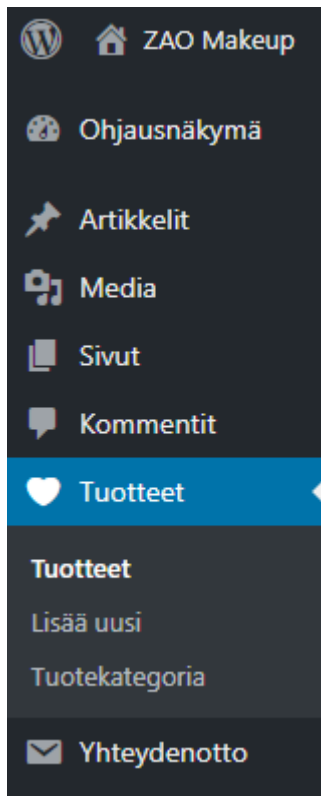 ZAO Makeup
Ohjausnäkymä
Artikkelit
Media
Sivut
Kommentit
Tuotteet
Tuotteet
Lisää uusi
Tuotekategoria
Yhteydenotto